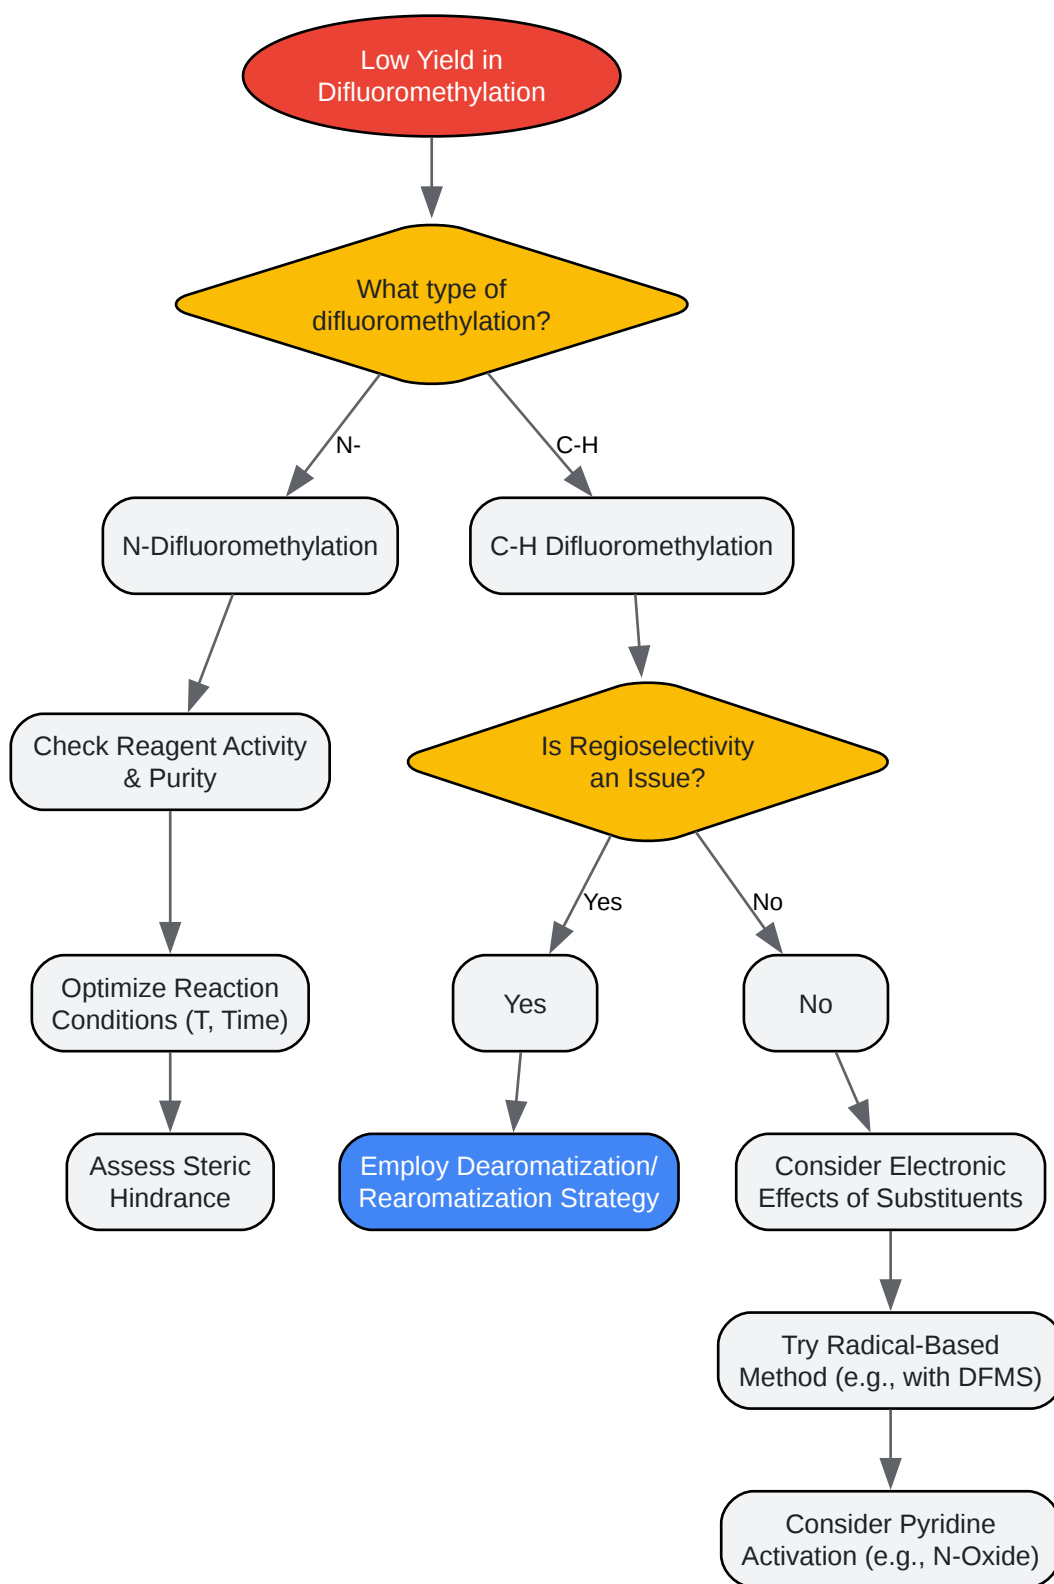 Low Yield in
Difluoromethylation
What type of
difluoromethylation?
N-
C-H
N-Difluoromethylation
C-H Difluoromethylation
Check Reagent Activity
& Purity
Is Regioselectivity
an Issue?
Yes
No
Optimize Reaction
Conditions (T, Time)
Yes
No
Assess Steric
Hindrance
Employ Dearomatization/
Rearomatization Strategy
Consider Electronic
Effects of Substituents
Try Radical-Based
Method (e.g., with DFMS)
Consider Pyridine
Activation (e.g., N-Oxide)